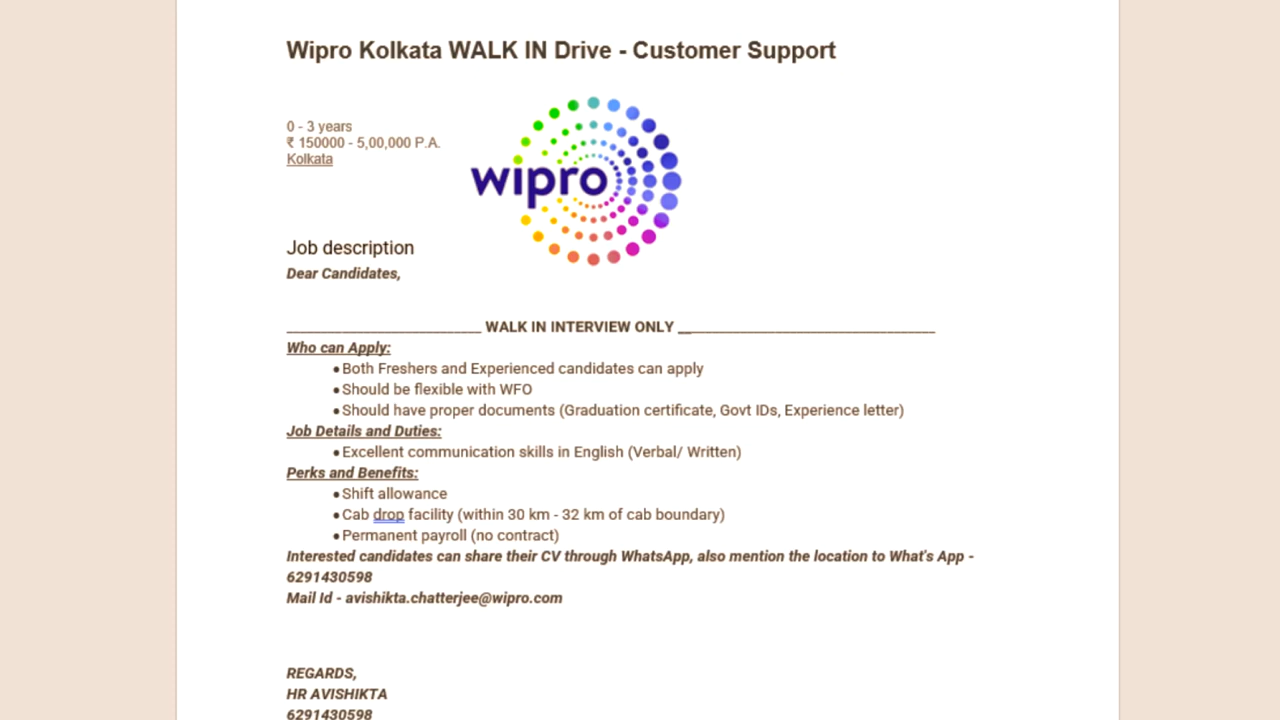 Wipro Kolkata WALK IN Drive - Customer Support
0 - 3 years
₹ 150000 - 5,00,000 P.A.
Kolkata
wipro
Job description
Dear Candidates,
____________________________ WALK IN INTERVIEW ONLY _____________________________________
Who can Apply:
• Both Freshers and Experienced candidates can apply
• Should be flexible with WFO
• Should have proper documents (Graduation certificate, Govt IDs, Experience letter)
Job Details and Duties:
• Excellent communication skills in English (Verbal/ Written)
Perks and Benefits:
• Shift allowance
• Cab drop facility (within 30 km - 32 km of cab boundary)
• Permanent payroll (no contract)
Interested candidates can share their CV through WhatsApp, also mention the location to What's App -
6291430598
Mail Id - avishikta.chatterjee@wipro.com
REGARDS,
HR AVISHIKTA
6291430598